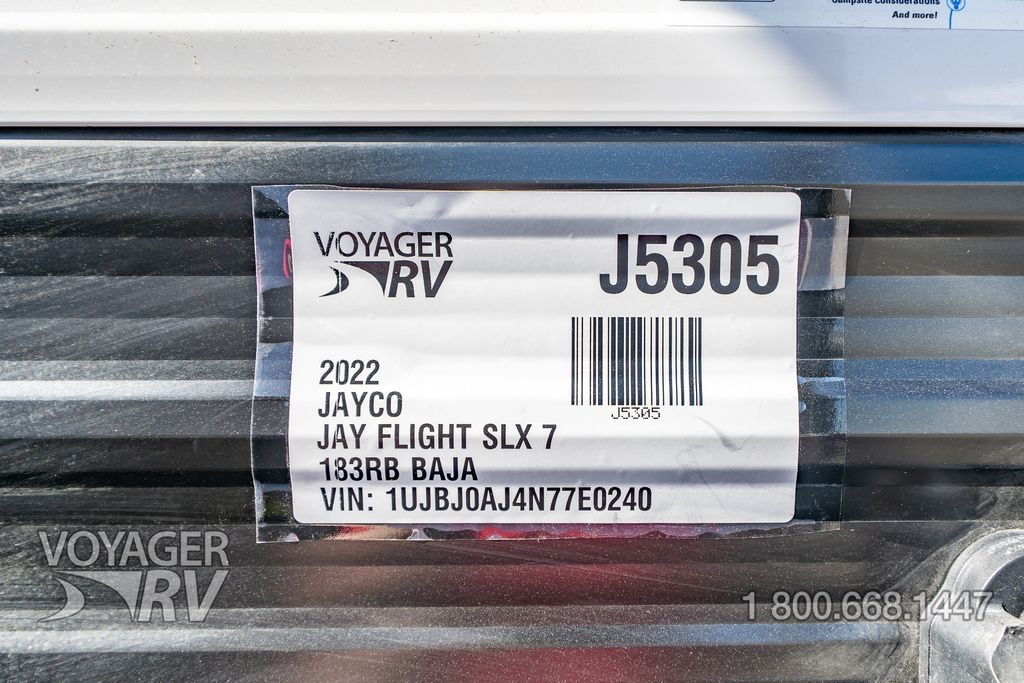 Campsite Considerations
And more!
VOYAGER
RV
J5305
J5305
2022
JAYCO
JAY FLIGHT SLX 7
183RB BAJA
VIN: 1UJBJ0AJ4N77E0240
VOYAGER
RV
1 800.668.1447